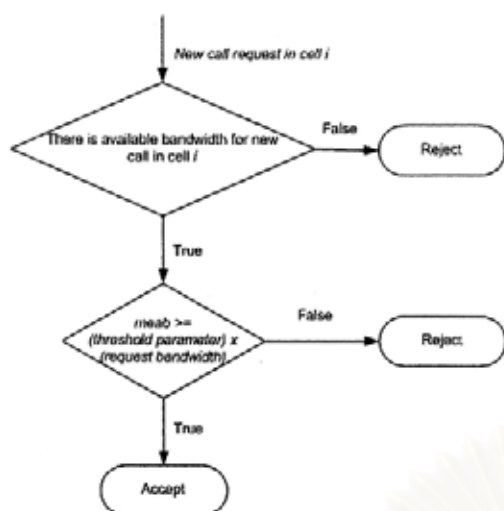 New call request in cell i
There is available bandwidth for new
call in cell i
False
Reject
True
meab >=
(threshold parameter) x
(request bandwidth)
False
Reject
True
Accept